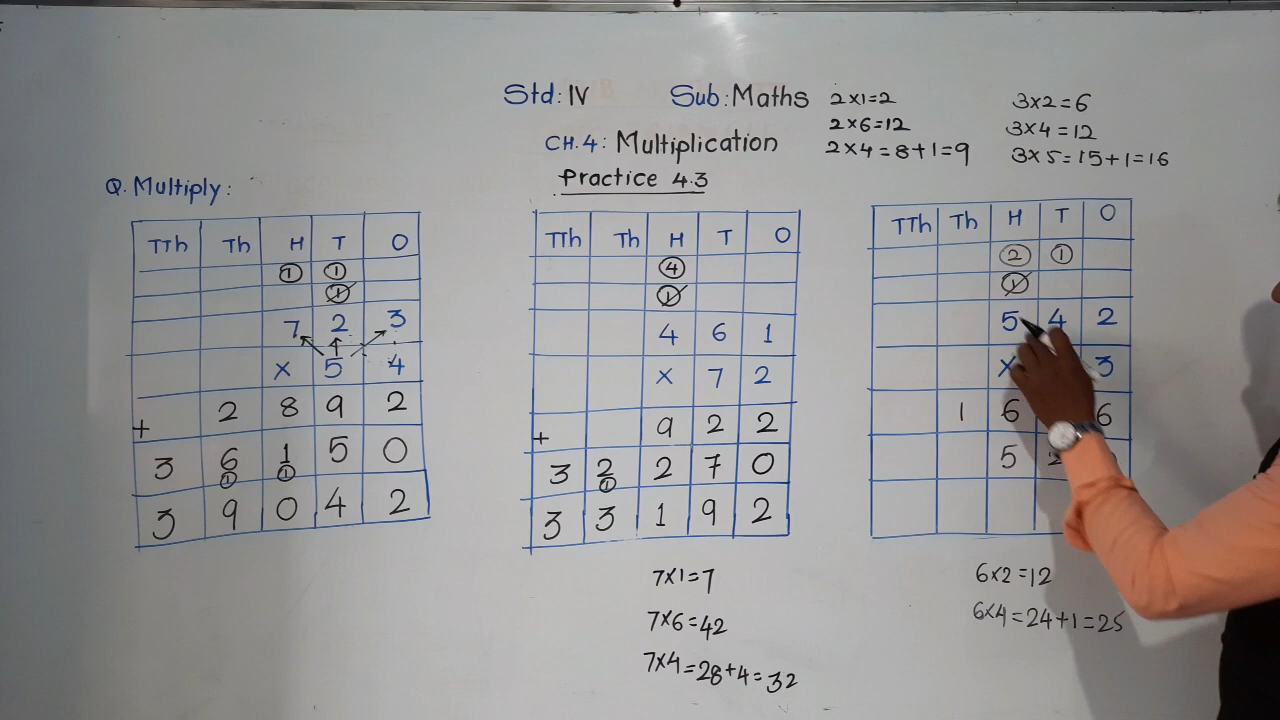 Std: IV Sub: Maths
CH.4: Multiplication
Practice 4.3
2x1=2
2x6=12
2x4=8+1=9
3x2=6
3x4=12
3x5=15+1=16
Q. Multiply:
TTh Th H T O
1 1
1
7 2 3
x 5 4
2 8 9 2
+
3 6 1 5 0
1 1
3 9 0 4 2
TTh Th H T O
4
1
4 6 1
x 7 2
9 2 2
+
3 2 2 7 0
1
3 3 1 9 2
7x1=7
7x6=42
7x4=28+4=32
TTh Th H T O
2 1
1
5 4 2
x 3
1 6 6
5 2
6x2=12
6x4=24+1=25